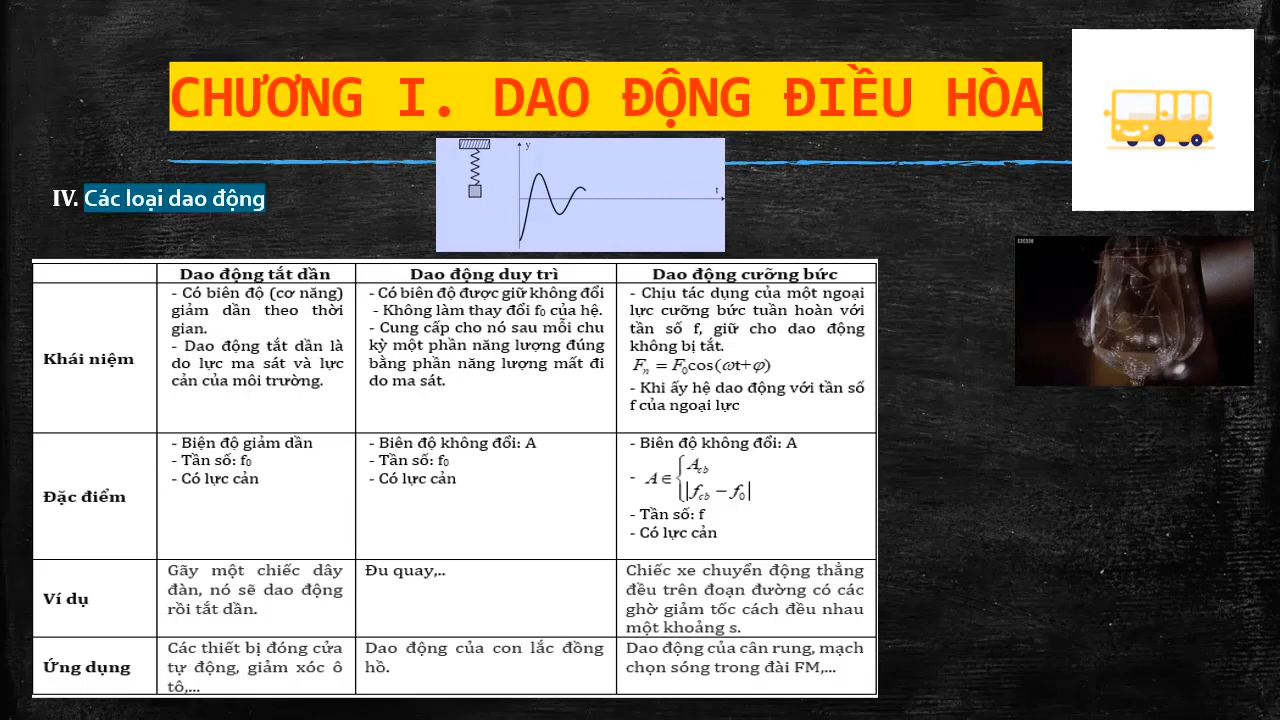 CHƯƠNG I. DAO ĐỘNG ĐIỀU HÒA
y
t
IV. Các loại dao động
BBC
Dao động tắt dần
Dao động duy trì
Dao động cưỡng bức
Khái niệm
- Có biên độ (cơ năng)
giảm dần theo thời
gian.
- Dao động tắt dần là
do lực ma sát và lực
cản của môi trường.
- Có biên độ được giữ không đổi
- Không làm thay đổi f₀ của hệ.
- Cung cấp cho nó sau mỗi chu
kỳ một phần năng lượng đúng
bằng phần năng lượng mất đi
do ma sát.
- Chịu tác dụng của một ngoại
lực cưỡng bức tuần hoàn với
tần số f, giữ cho dao động
không bị tắt.
Fₙ = F₀cos(ωt+φ)
- Khi ấy hệ dao động với tần số
f của ngoại lực
Đặc điểm
- Biện độ giảm dần
- Tần số: f₀
- Có lực cản
- Biên độ không đổi: A
- Tần số: f₀
- Có lực cản
- Biên độ không đổi: A
- A ∈ { A_cb
|f_cb − f₀|
- Tần số: f
- Có lực cản
Ví dụ
Gãy một chiếc dây
đàn, nó sẽ dao động
rồi tắt dần.
Đu quay,..
Chiếc xe chuyển động thẳng
đều trên đoạn đường có các
ghờ giảm tốc cách đều nhau
một khoảng s.
Ứng dụng
Các thiết bị đóng cửa
tự động, giảm xóc ô
tô,...
Dao động của con lắc đồng
hồ.
Dao động của cân rung, mạch
chọn sóng trong đài FM,...